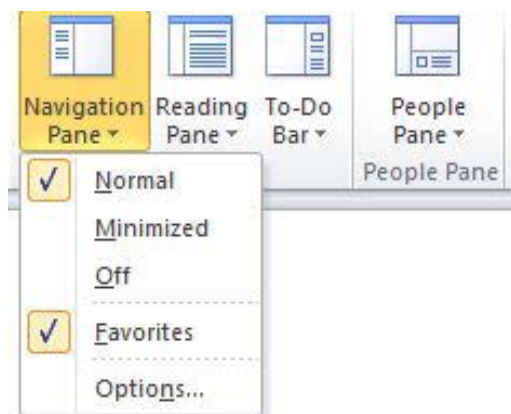 Navigation Reading To-Do People
Pane Pane Bar Pane
People Pane
Normal
Minimized
Off
Favorites
Options...